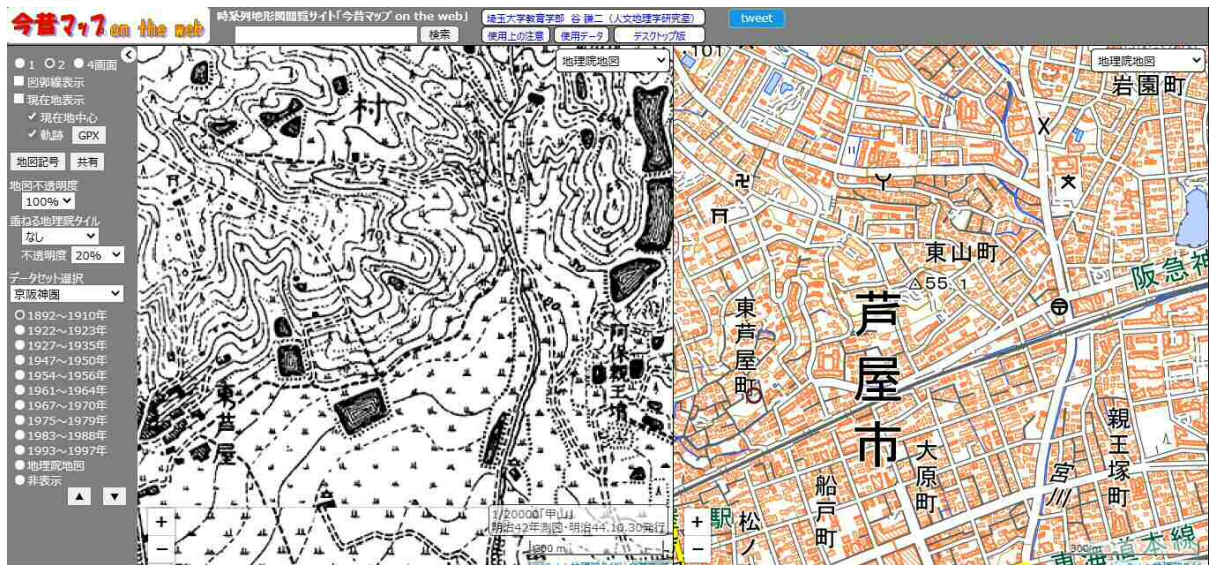 今昔マップ on the web
時系列地形図閲覧サイト「今昔マップ on the web」
検索
埼玉大学教育学部 谷 謙二(人文地理学研究室)
使用上の注意
使用データ
デスクトップ版
tweet
1 2 4画面
図郭線表示
現在地表示
現在地中心
軌跡 GPX
地図記号 共有
地図不透明度
100%
重ねる地理院タイル
なし
不透明度 20%
データセット選択
京阪神圏
1892～1910年
1922～1923年
1927～1935年
1947～1950年
1954～1956年
1961～1964年
1967～1970年
1975～1979年
1983～1988年
1993～1997年
地理院地図
非表示
▲ ▼
地理院地図
村
70
阿保親王墳
東芦屋
+
−
1/20000「甲山」
明治42年測図・明治44.10.30発行
300 m
地理院地図
101
岩園町
東山町
55.1
阪急神
東芦屋町
芦屋市
大原町
親王塚町
船戸町
宮川
駅
松ノ
東海道本線
+
−
300 m